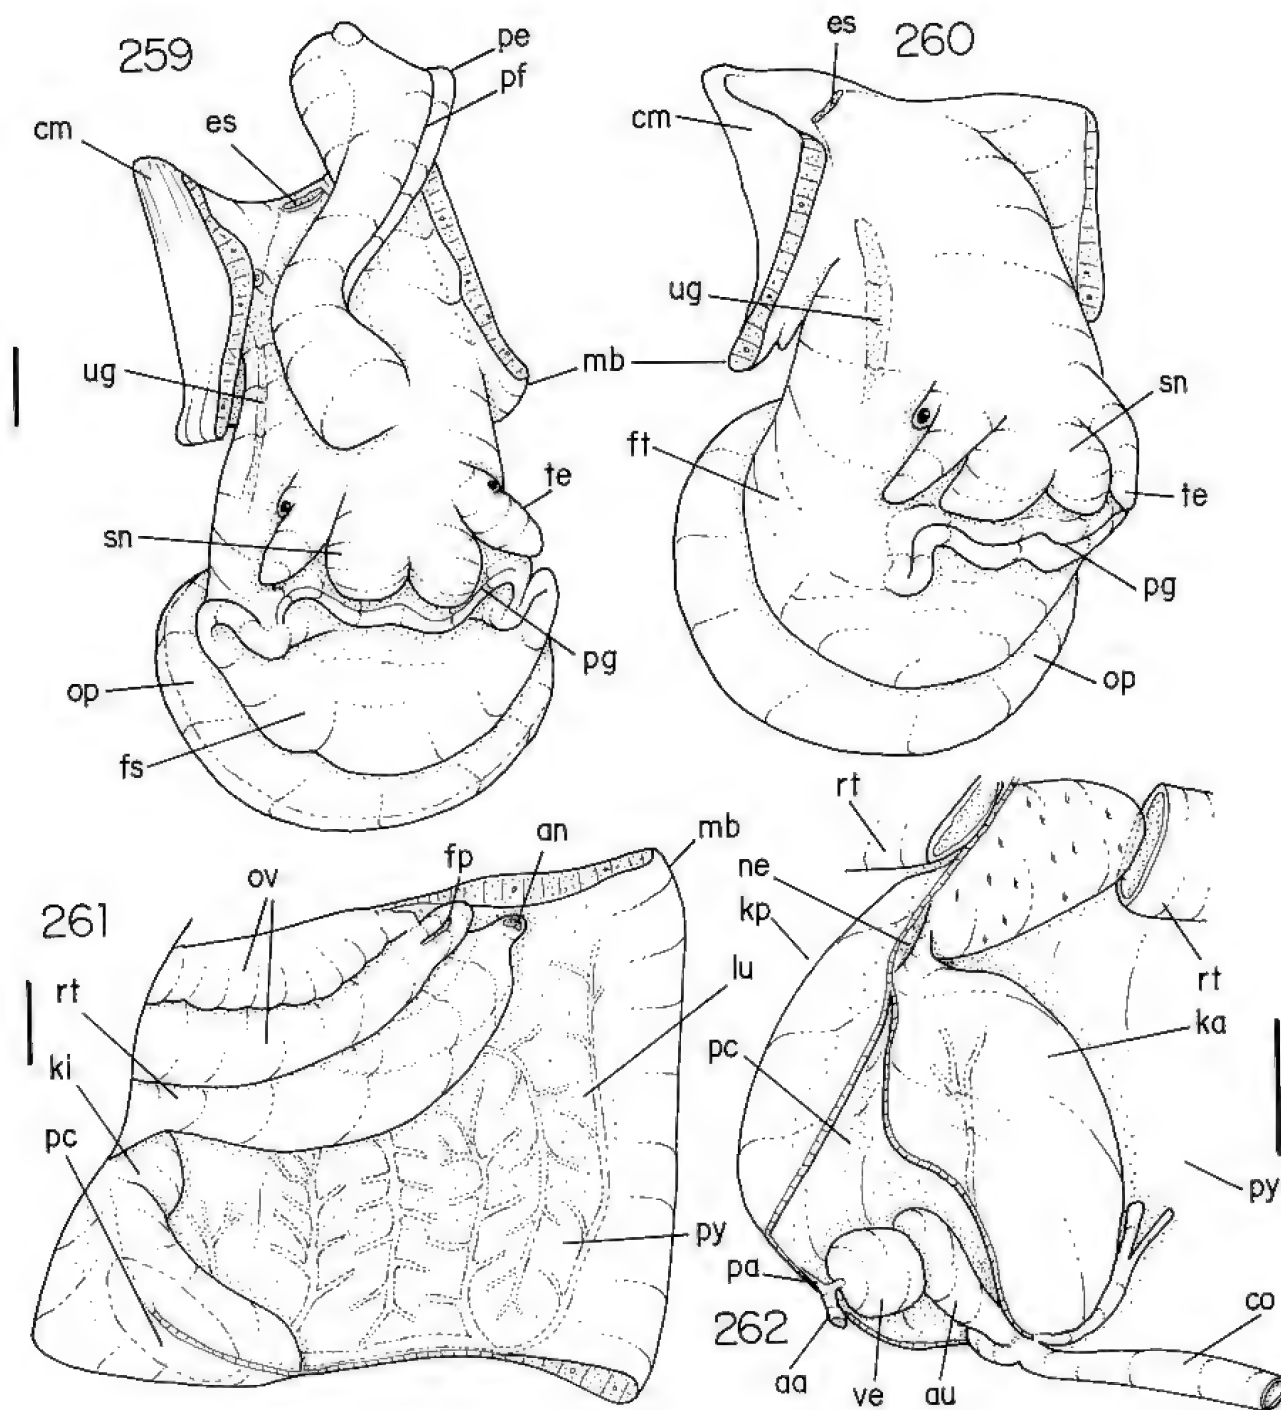 259
pe
pf
cm
es
ug
te
sn
pg
op
fs
mb
260
es
cm
ug
sn
ft
te
pg
op
261
ov
fp
an
mb
lu
rt
ki
pc
py
262
rt
ne
kp
rt
ka
pc
py
pa
aa
ve
au
co